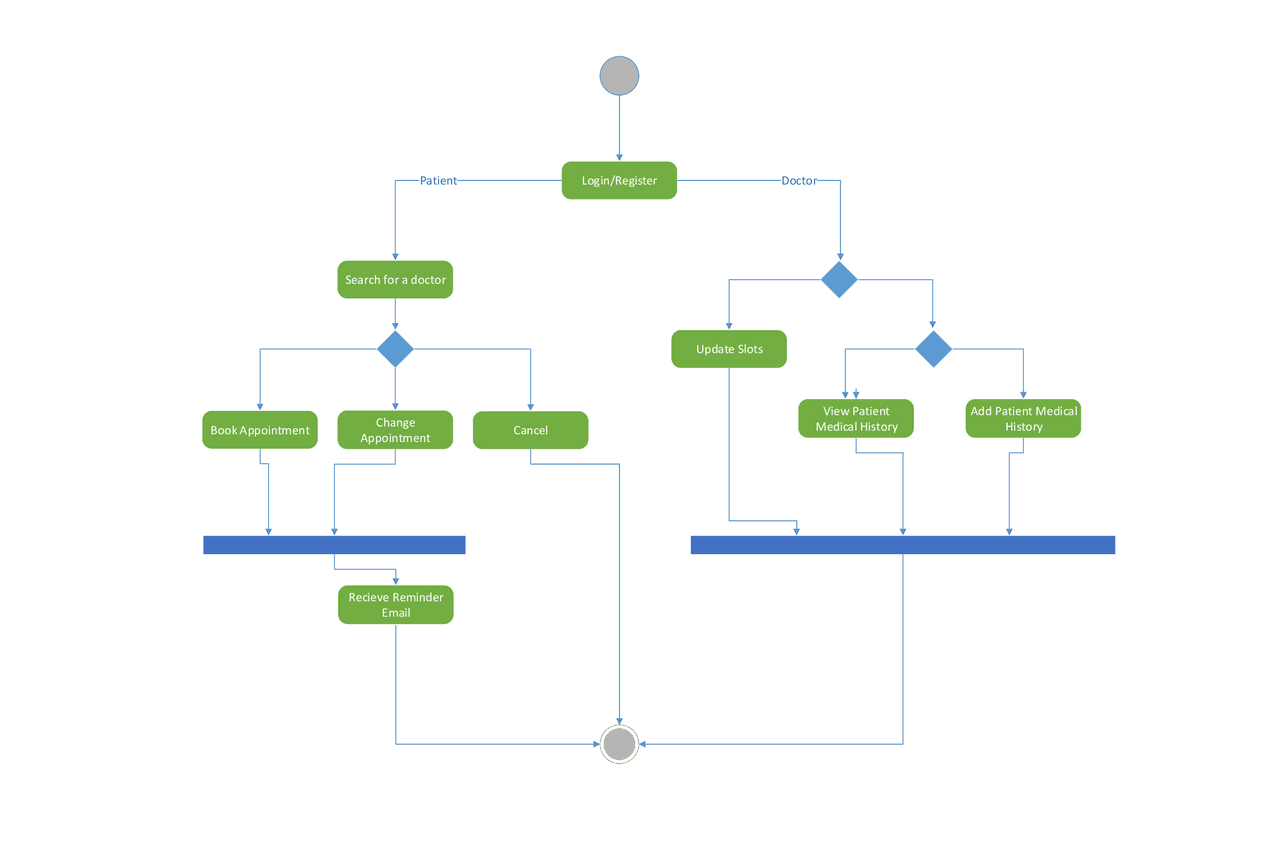 Patient
Login/Register
Doctor
Search for a doctor
Update Slots
Book Appointment
Change
Appointment
Cancel
View Patient
Medical History
Add Patient Medical
History
Recieve Reminder
Email